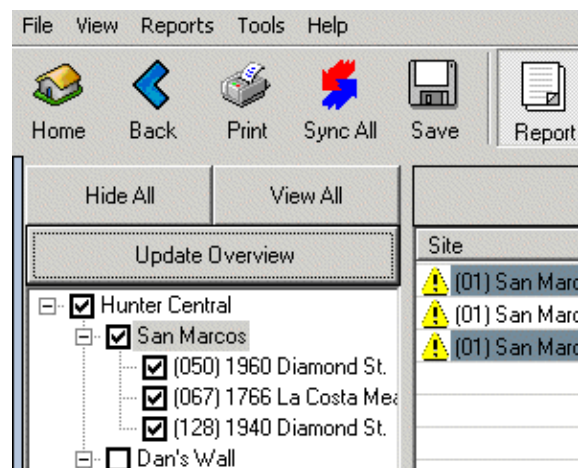 File View Reports Tools Help
Home Back Print Sync All Save Report
Hide All View All
Update Overview
Site
(01) San Marc
(01) San Marc
(01) San Marc
Hunter Central
San Marcos
(050) 1960 Diamond St.
(067) 1766 La Costa Mea
(128) 1940 Diamond St.
Dan's Wall